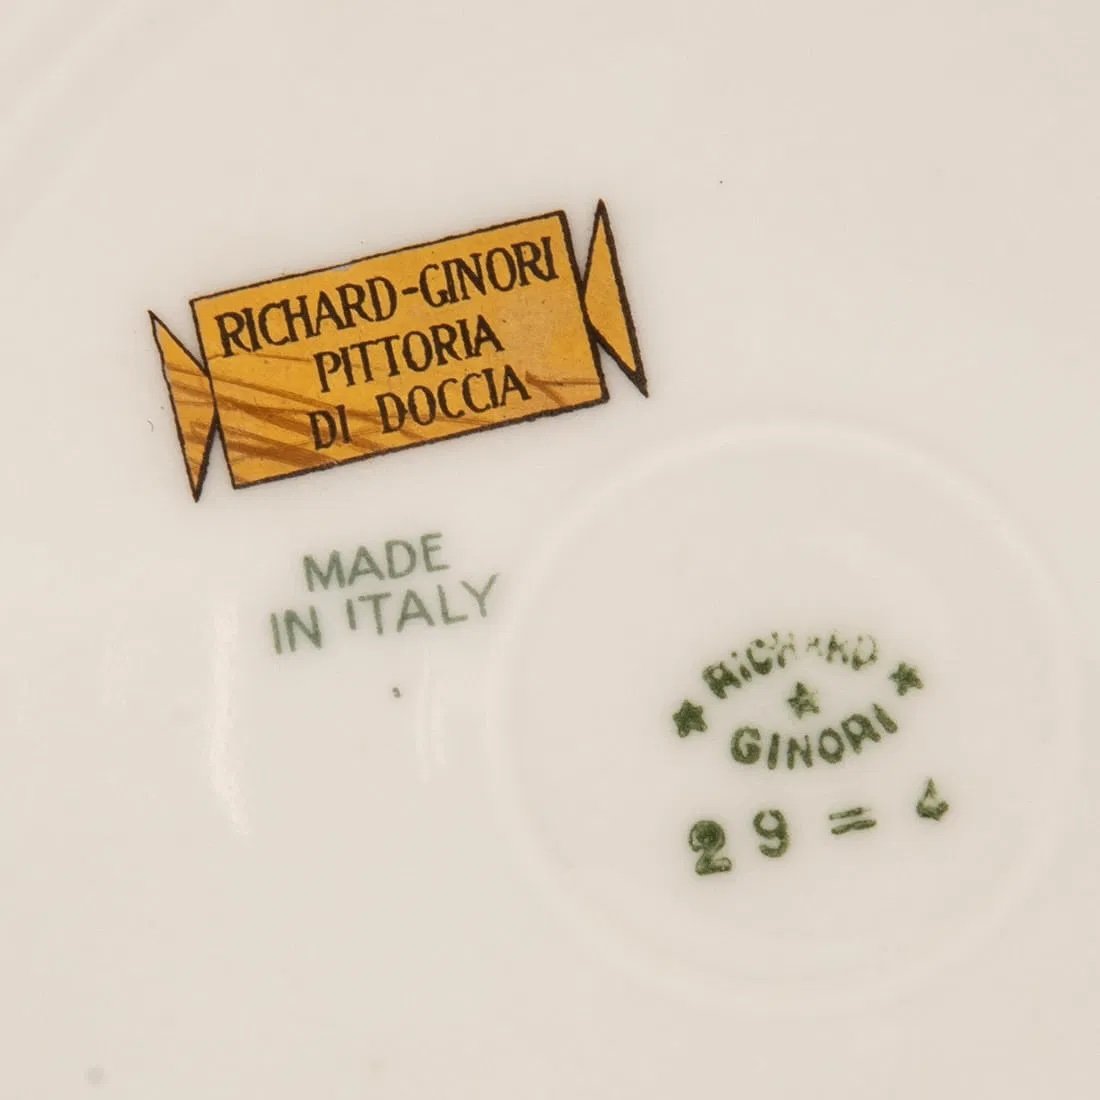 RICHARD-GINORI
PITTORIA
DI DOCCIA
MADE
IN ITALY
RICHARD
GINORI
29 = 4